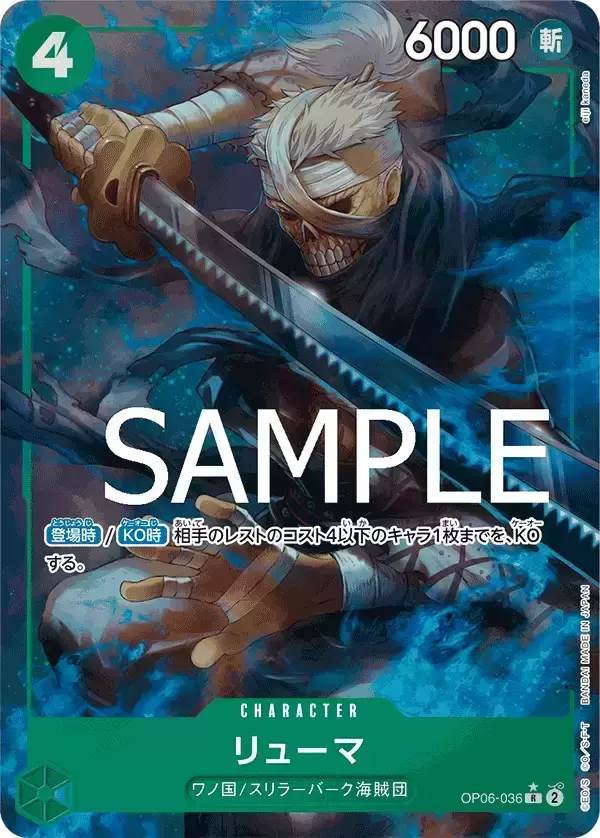 4
6000 斬
eiji kaneda
SAMPLE
登場時 / KO時 相手のレストのコスト4以下のキャラ1枚までを、KO
する。
CHARACTER
リューマ
ワノ国/スリラーバーク海賊団
OP06-036 R 2
©E.O/S ©O/S・F・T BANDAI MADE IN JAPAN